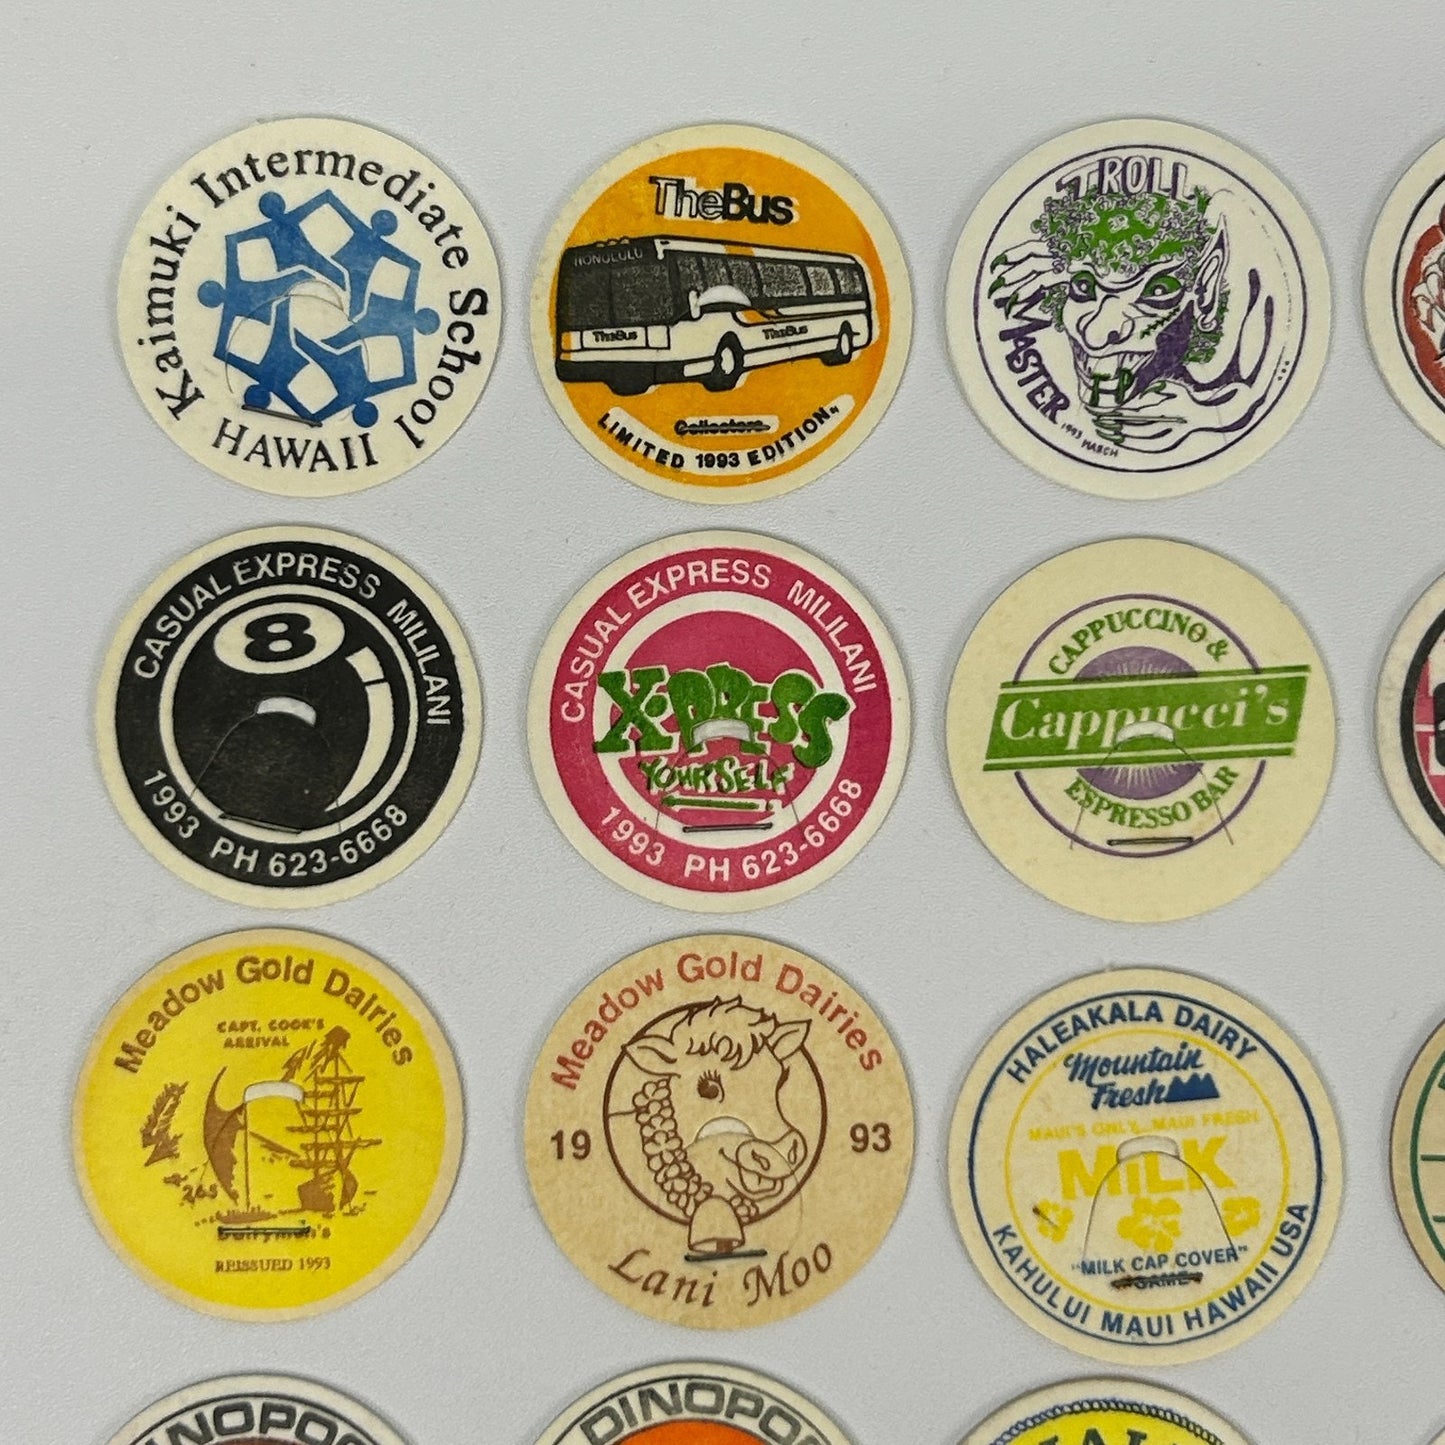 Kaimuki Intermediate School
HAWAII
TheBus
HONOLULU
TheBus
TheBus
Collectors
LIMITED 1993 EDITION
TROLL
MASTER
1993 MARCH
CASUAL EXPRESS MILILANI
8
1993 PH 623-6668
CASUAL EXPRESS MILILANI
X-PRESS
YOURSELF
1993 PH 623-6668
CAPPUCCINO &
Cappucci's
ESPRESSO BAR
Meadow Gold Dairies
CAPT. COOK'S
ARRIVAL
Dairymen's
REISSUED 1993
Meadow Gold Dairies
19 93
Lani Moo
HALEAKALA DAIRY
Mountain
Fresh
MAUI'S ONLY... MAUI FRESH
MILK
"MILK CAP COVER"
GAME
KAHULUI MAUI HAWAII USA